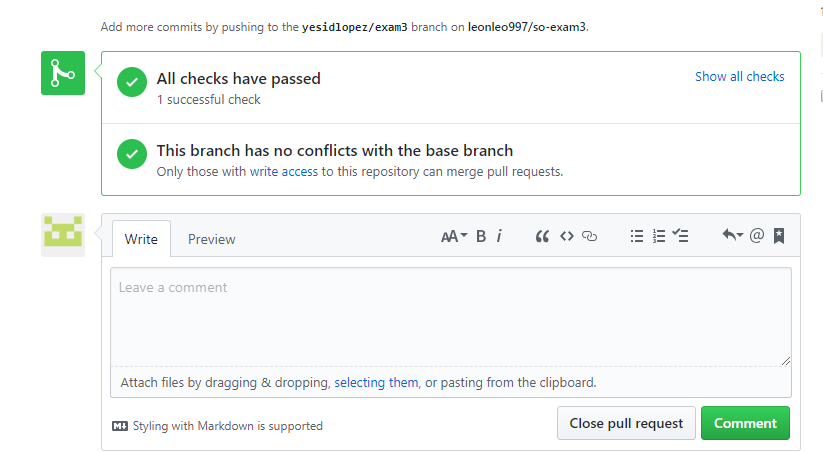 Add more commits by pushing to the yesidlopez/exam3 branch on leonleo997/so-exam3.
All checks have passed
Show all checks
1 successful check
This branch has no conflicts with the base branch
Only those with write access to this repository can merge pull requests.
Write
Preview
AA B i
Leave a comment
Attach files by dragging & dropping, selecting them, or pasting from the clipboard.
Styling with Markdown is supported
Close pull request
Comment